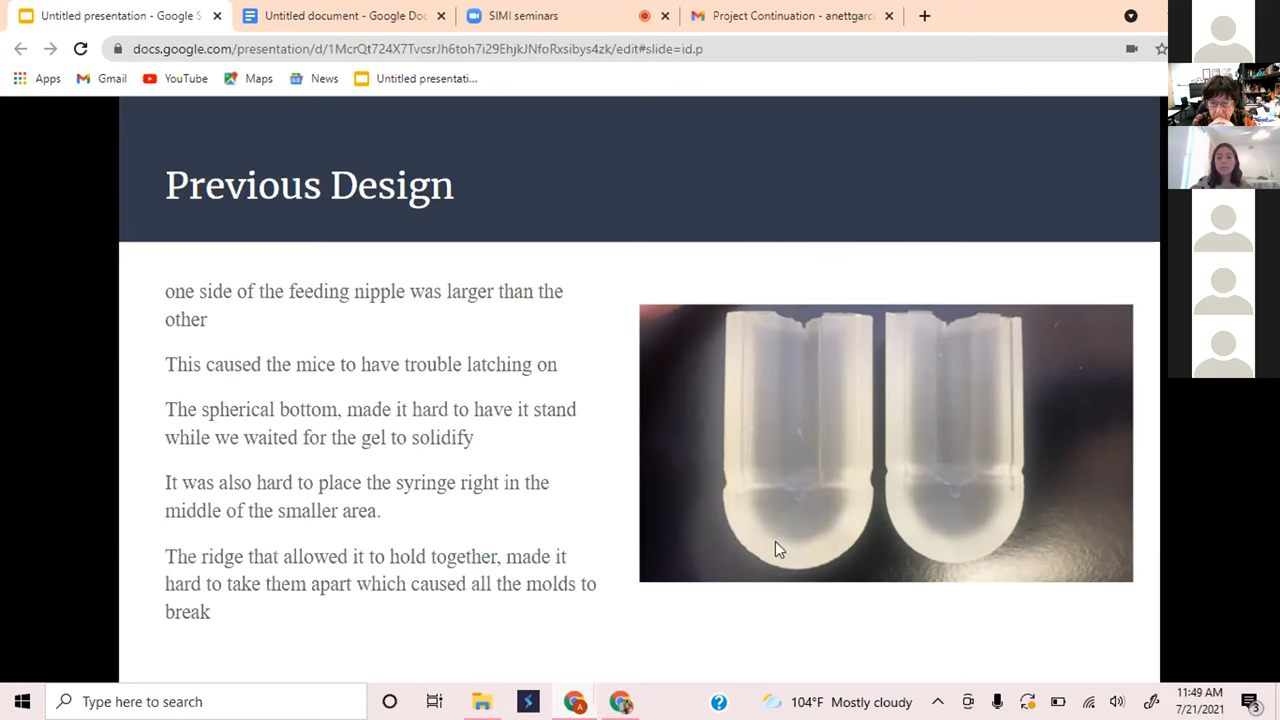 Untitled presentation - Google S
Untitled document - Google Doc
SIMI seminars
Project Continuation - anettgarc
docs.google.com/presentation/d/1McrQt724X7TvcsrJh6toh7i29EhjkJNfoRxsibys4zk/edit#slide=id.p
Apps
Gmail
YouTube
Maps
News
Untitled presentati...
Previous Design
one side of the feeding nipple was larger than the
other
This caused the mice to have trouble latching on
The spherical bottom, made it hard to have it stand
while we waited for the gel to solidify
It was also hard to place the syringe right in the
middle of the smaller area.
The ridge that allowed it to hold together, made it
hard to take them apart which caused all the molds to
break
Type here to search
104°F Mostly cloudy
11:49 AM
7/21/2021
3